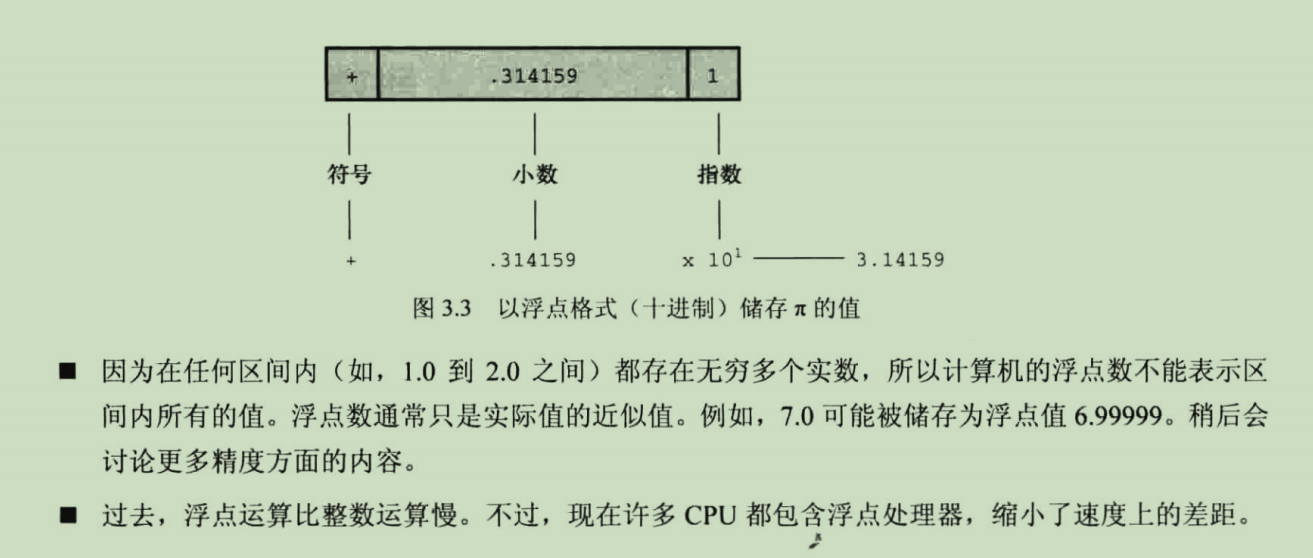 + .314159 1
符号 小数 指数
+ .314159 x 10¹ 3.14159
图 3.3 以浮点格式（十进制）储存 π 的值
■ 因为在任何区间内（如，1.0 到 2.0 之间）都存在无穷多个实数，所以计算机的浮点数不能表示区
间内所有的值。浮点数通常只是实际值的近似值。例如，7.0 可能被储存为浮点值 6.99999。稍后会
讨论更多精度方面的内容。
■ 过去，浮点运算比整数运算慢。不过，现在许多 CPU 都包含浮点处理器，缩小了速度上的差距。